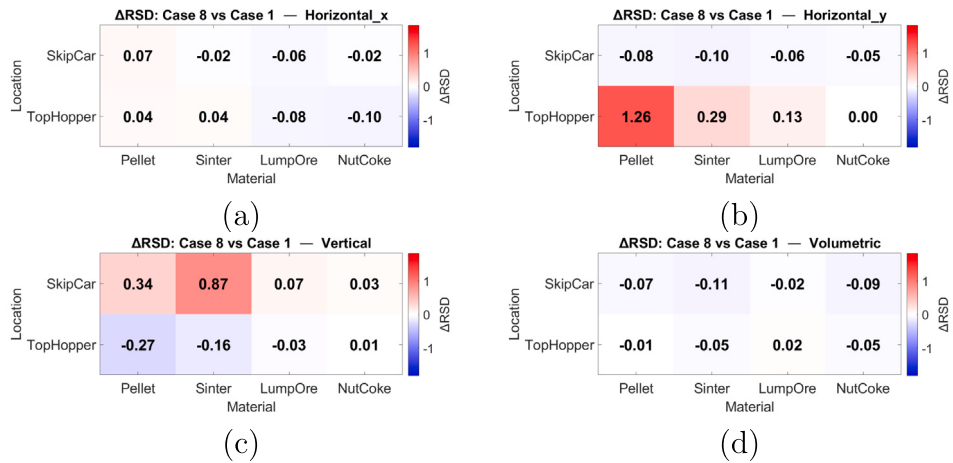 ΔRSD: Case 8 vs Case 1 — Horizontal_x
Location
SkipCar
TopHopper
0.07 -0.02 -0.06 -0.02
0.04 0.04 -0.08 -0.10
Pellet Sinter LumpOre NutCoke
Material
1
0
-1
ΔRSD
(a)
ΔRSD: Case 8 vs Case 1 — Horizontal_y
Location
SkipCar
TopHopper
-0.08 -0.10 -0.06 -0.05
1.26 0.29 0.13 0.00
Pellet Sinter LumpOre NutCoke
Material
1
0
-1
ΔRSD
(b)
ΔRSD: Case 8 vs Case 1 — Vertical
Location
SkipCar
TopHopper
0.34 0.87 0.07 0.03
-0.27 -0.16 -0.03 0.01
Pellet Sinter LumpOre NutCoke
Material
1
0
-1
ΔRSD
(c)
ΔRSD: Case 8 vs Case 1 — Volumetric
Location
SkipCar
TopHopper
-0.07 -0.11 -0.02 -0.09
-0.01 -0.05 0.02 -0.05
Pellet Sinter LumpOre NutCoke
Material
1
0
-1
ΔRSD
(d)